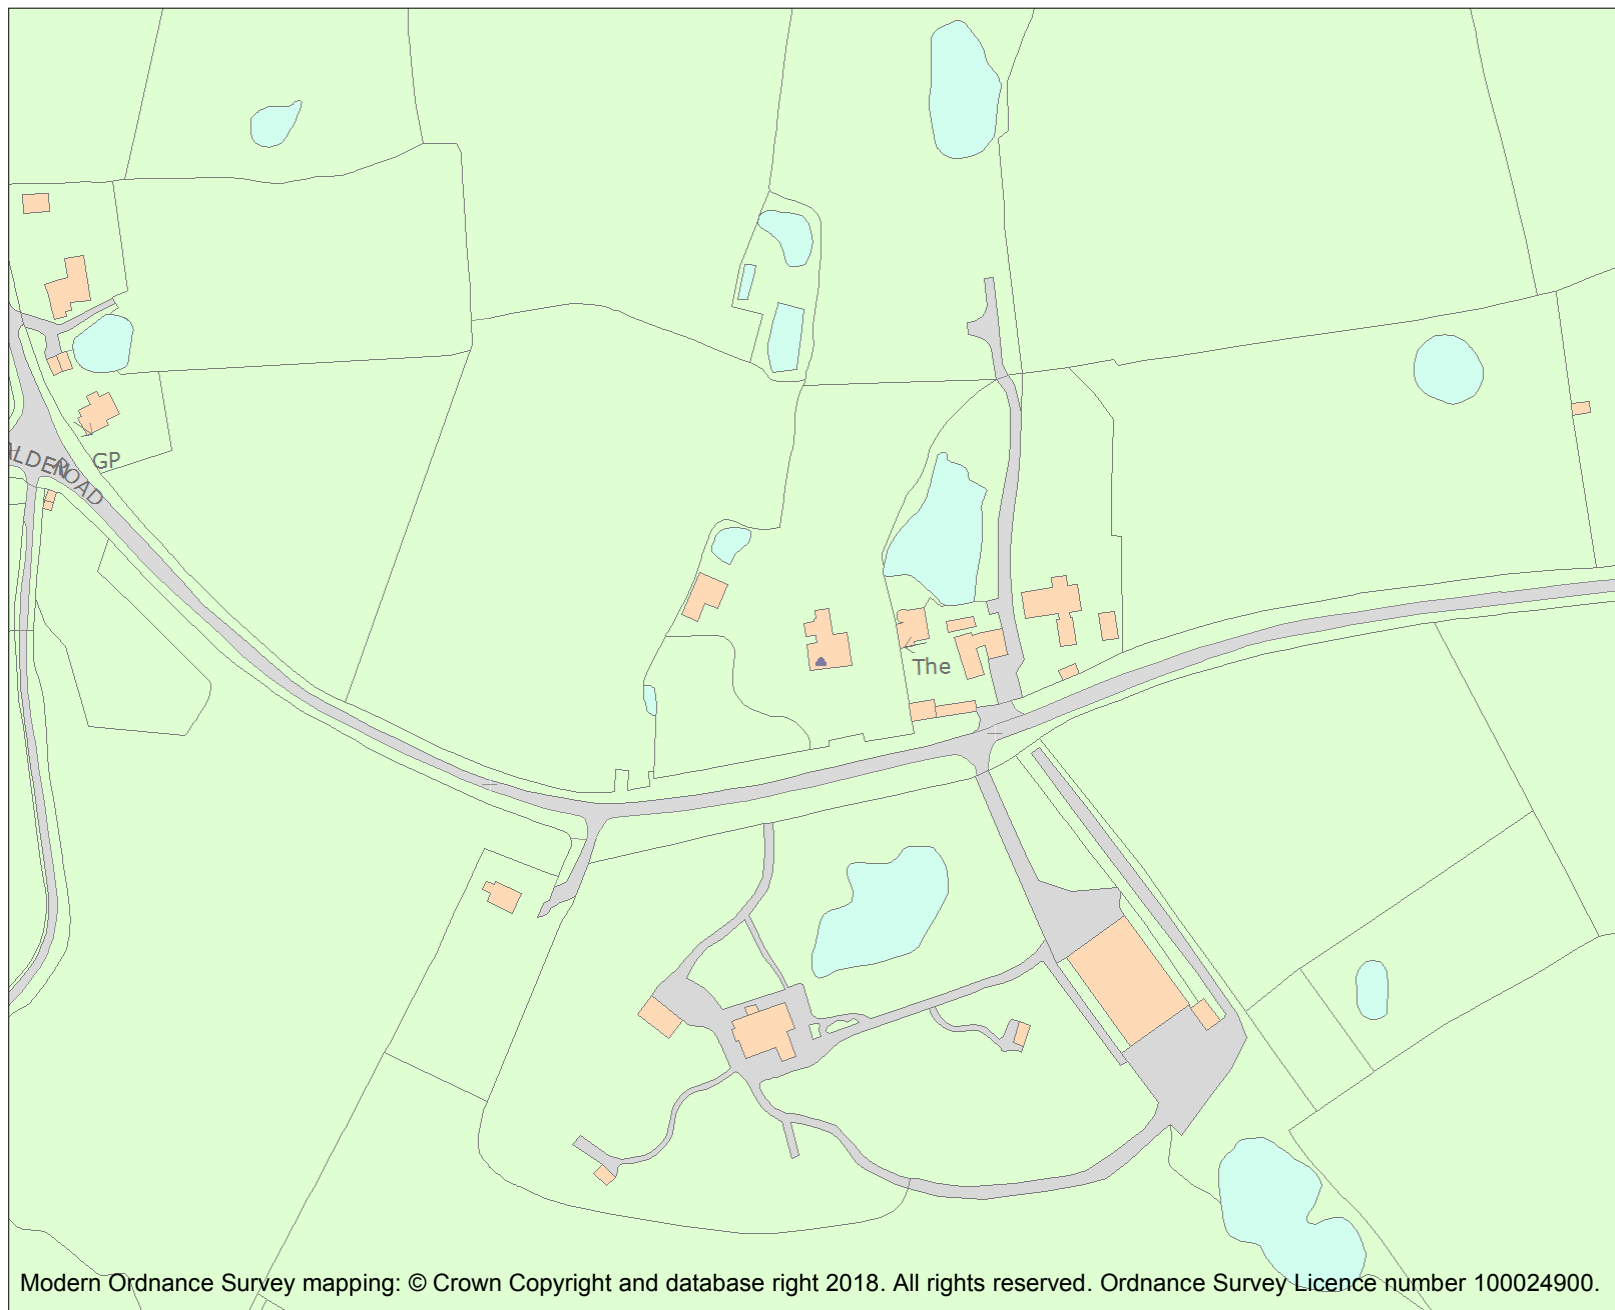 ALDEN
ROAD
GP
The
Modern Ordnance Survey mapping: © Crown Copyright and database right 2018. All rights reserved. Ordnance Survey Licence number 100024900.